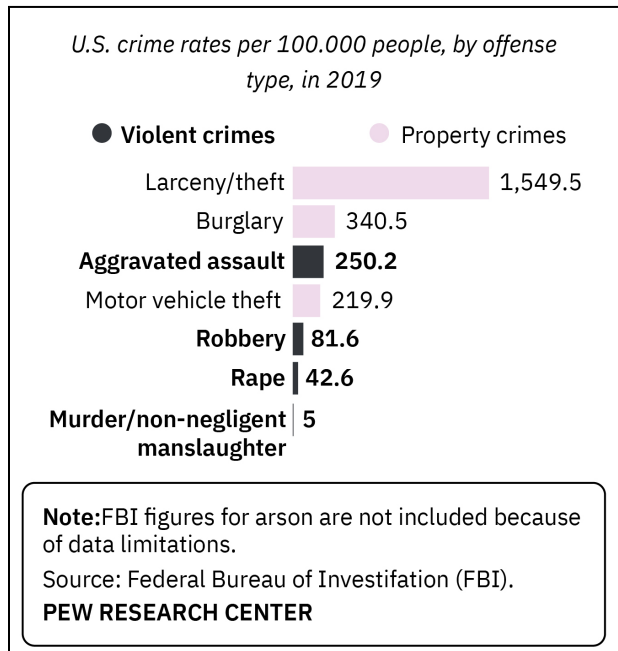 U.S. crime rates per 100.000 people, by offense
type, in 2019
Violent crimes Property crimes
Larceny/theft 1,549.5
Burglary 340.5
Aggravated assault 250.2
Motor vehicle theft 219.9
Robbery 81.6
Rape 42.6
Murder/non-negligent 5
manslaughter
Note:FBI figures for arson are not included because
of data limitations.
Source: Federal Bureau of Investifation (FBI).
PEW RESEARCH CENTER